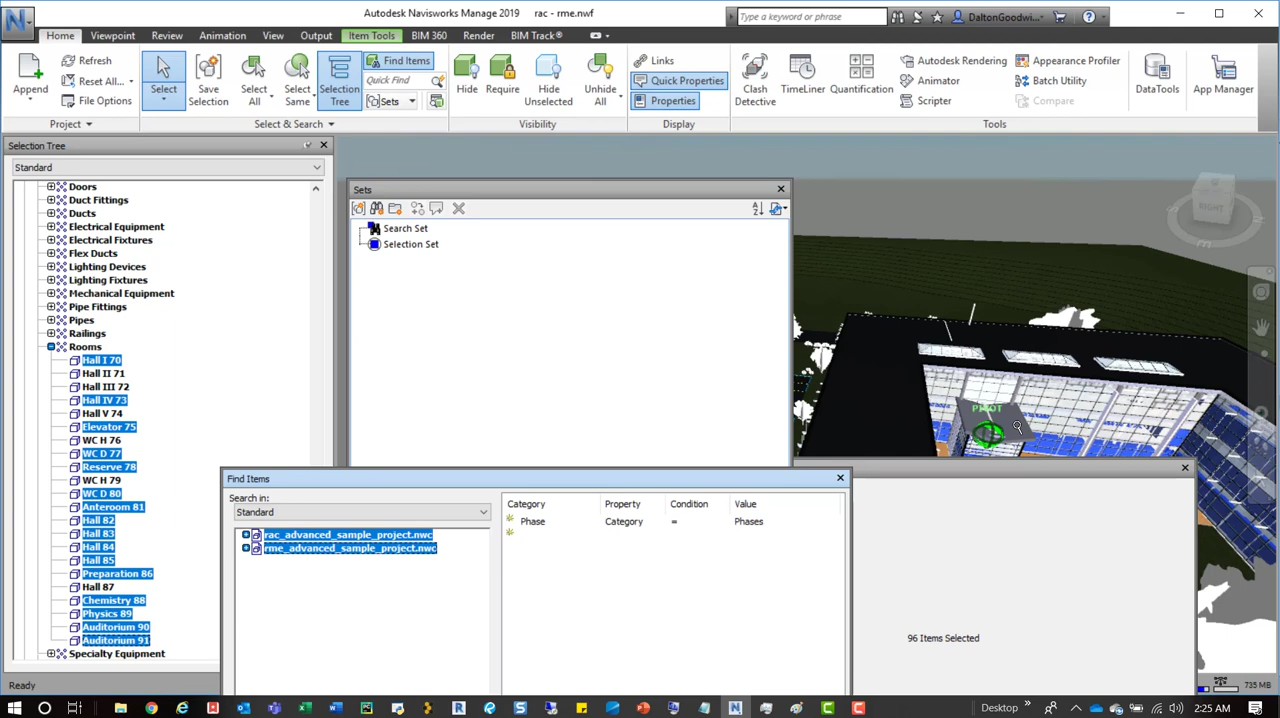 Autodesk Navisworks Manage 2019 rac - rme.nwf
Type a keyword or phrase
DaltonGoodwi...
Home Viewpoint Review Animation View Output Item Tools BIM 360 Render BIM Track®
Append
Refresh
Reset All...
File Options
Project
Select
Save Selection
Select All
Select Same
Selection Tree
Find Items
Quick Find
Sets
Select & Search
Hide
Require
Hide Unselected
Unhide All
Visibility
Links
Quick Properties
Properties
Display
Clash Detective
TimeLiner
Quantification
Autodesk Rendering
Animator
Scripter
Appearance Profiler
Batch Utility
Compare
Tools
DataTools
App Manager
Selection Tree
Standard
Doors
Duct Fittings
Ducts
Electrical Equipment
Electrical Fixtures
Flex Ducts
Lighting Devices
Lighting Fixtures
Mechanical Equipment
Pipe Fittings
Pipes
Railings
Rooms
Hall I 70
Hall II 71
Hall III 72
Hall IV 73
Hall V 74
Elevator 75
WC H 76
WC D 77
Reserve 78
WC H 79
WC D 80
Anteroom 81
Hall 82
Hall 83
Hall 84
Hall 85
Preparation 86
Hall 87
Chemistry 88
Physics 89
Auditorium 90
Auditorium 91
Specialty Equipment
Sets
Search Set
Selection Set
RIGHT
PIVOT
Find Items
Search in:
Standard
rac_advanced_sample_project.nwc
rme_advanced_sample_project.nwc
Category Property Condition Value
Phase Category = Phases
96 Items Selected
Ready
735 MB
Desktop
2:25 AM